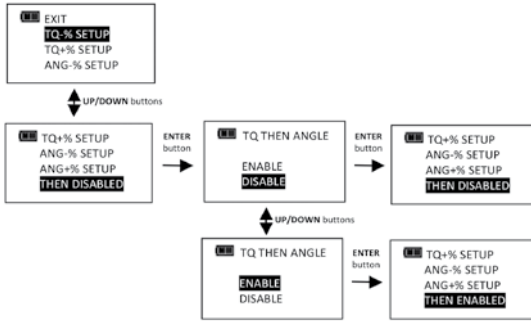 EXIT
TQ-% SETUP
TQ+% SETUP
ANG-% SETUP
UP/DOWN buttons
TQ+% SETUP
ANG-% SETUP
ANG+% SETUP
THEN DISABLED
ENTER
button
TQ THEN ANGLE
ENABLE
DISABLE
ENTER
button
TQ+% SETUP
ANG-% SETUP
ANG+% SETUP
THEN DISABLED
UP/DOWN buttons
TQ THEN ANGLE
ENABLE
DISABLE
ENTER
button
TQ+% SETUP
ANG-% SETUP
ANG+% SETUP
THEN ENABLED